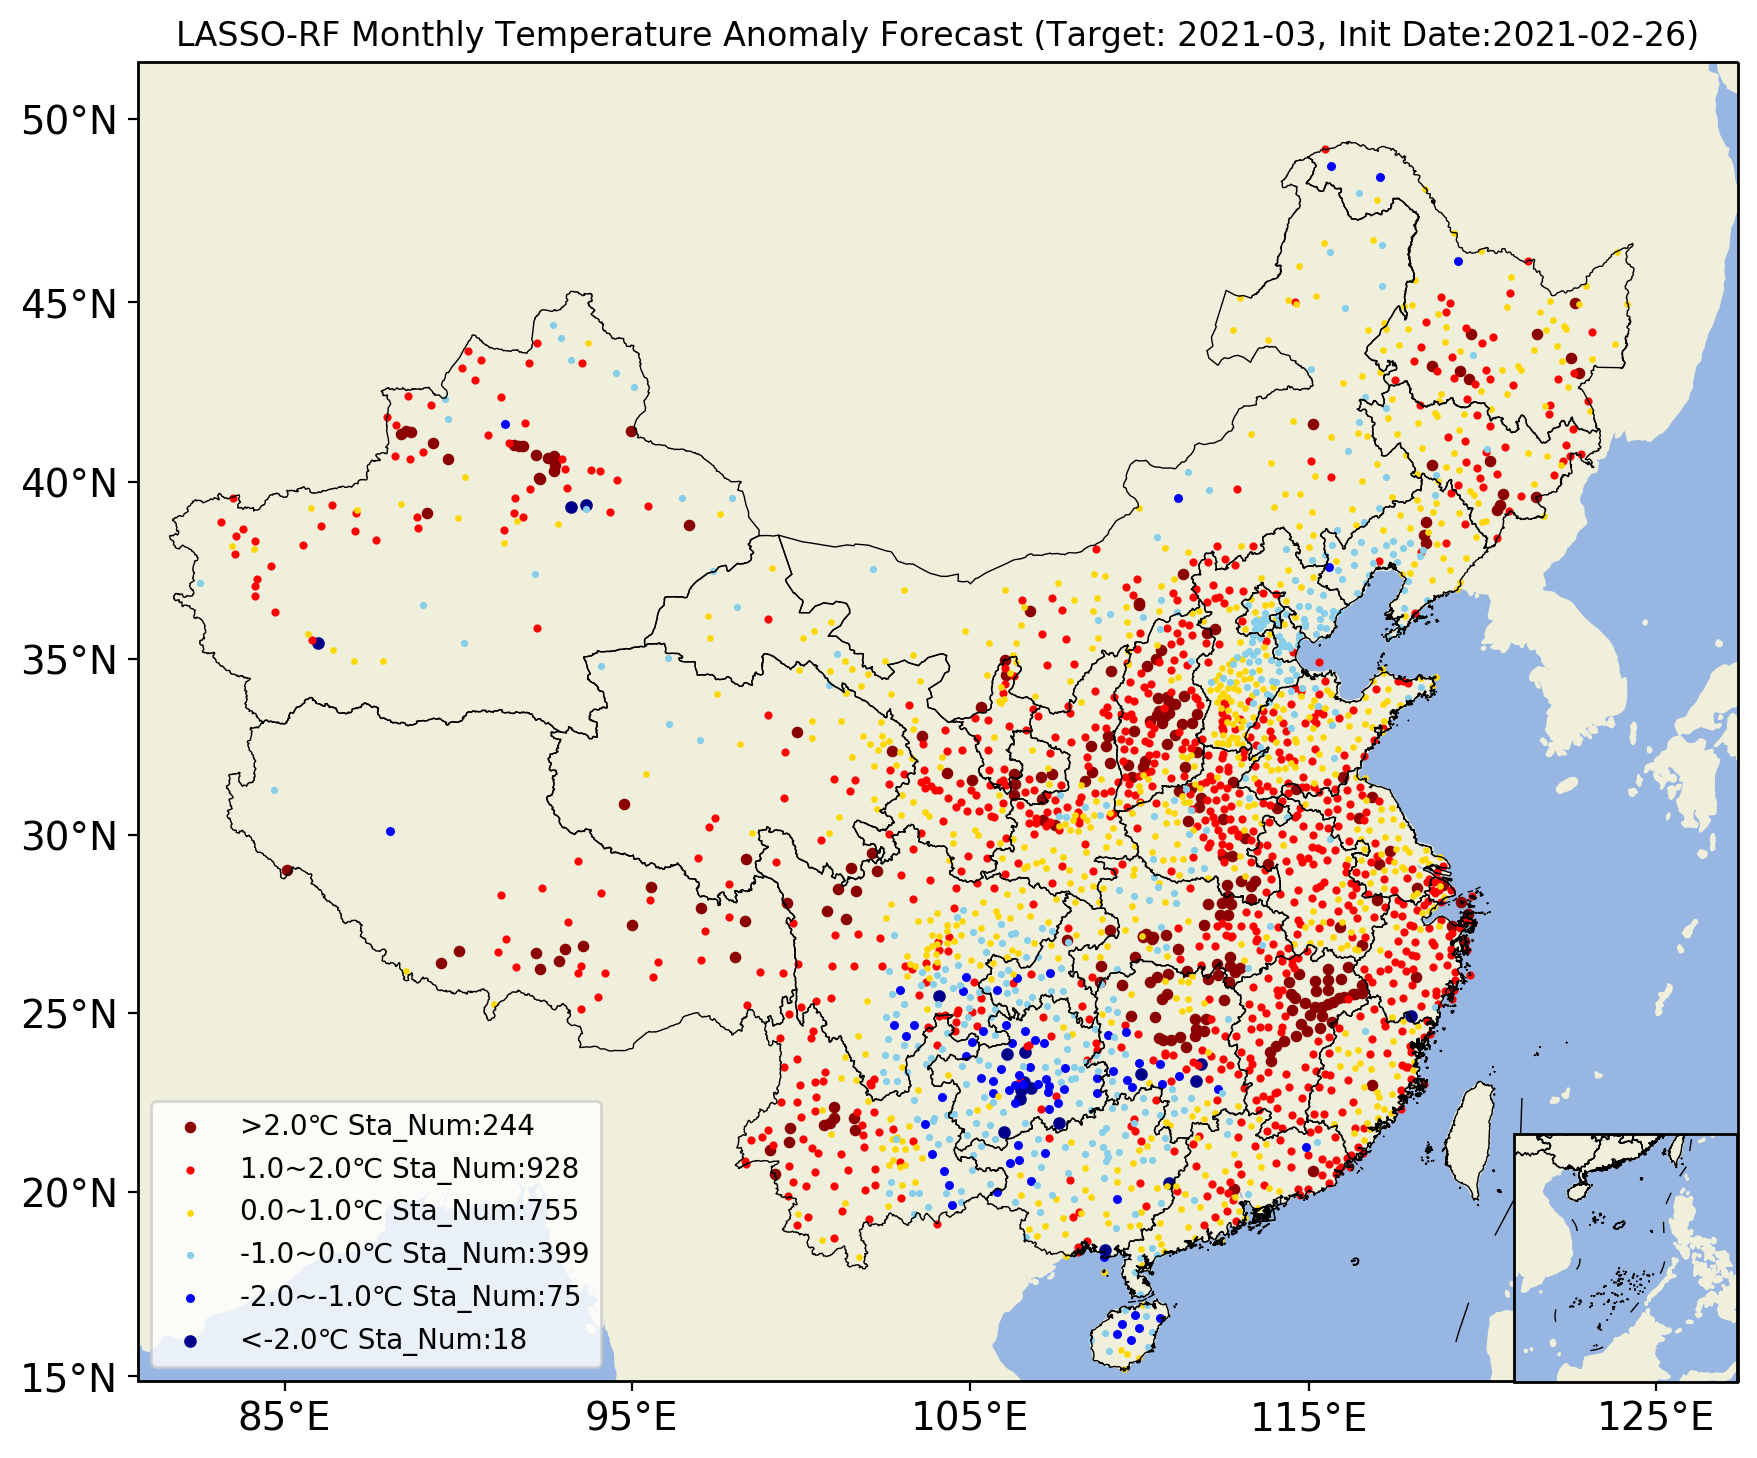 LASSO-RF Monthly Temperature Anomaly Forecast (Target: 2021-03, Init Date:2021-02-26)
50°N
45°N
40°N
35°N
30°N
25°N
20°N
15°N
>2.0℃ Sta_Num:244
1.0~2.0℃ Sta_Num:928
0.0~1.0℃ Sta_Num:755
-1.0~0.0℃ Sta_Num:399
-2.0~-1.0℃ Sta_Num:75
<-2.0℃ Sta_Num:18
85°E
95°E
105°E
115°E
125°E